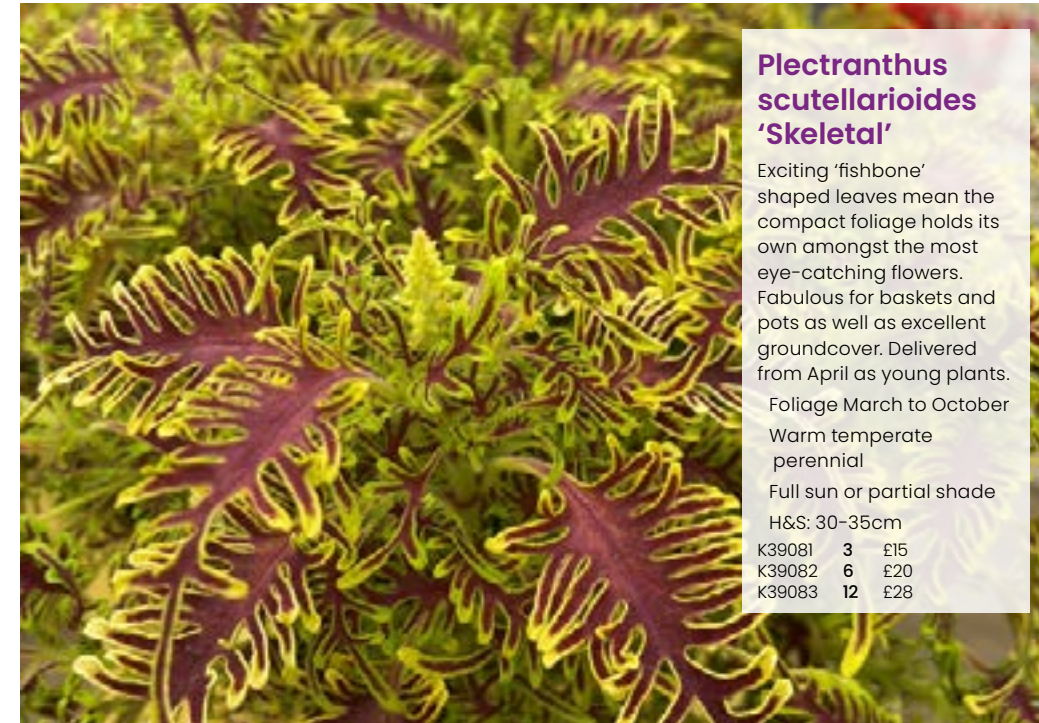 Plectranthus
scutellarioides
‘Skeletal’
Exciting ‘fishbone’
shaped leaves mean the
compact foliage holds its
own amongst the most
eye-catching flowers.
Fabulous for baskets and
pots as well as excellent
groundcover. Delivered
from April as young plants.
Foliage March to October
Warm temperate
perennial
Full sun or partial shade
H&S: 30-35cm
K39081 3 £15
K39082 6 £20
K39083 12 £28